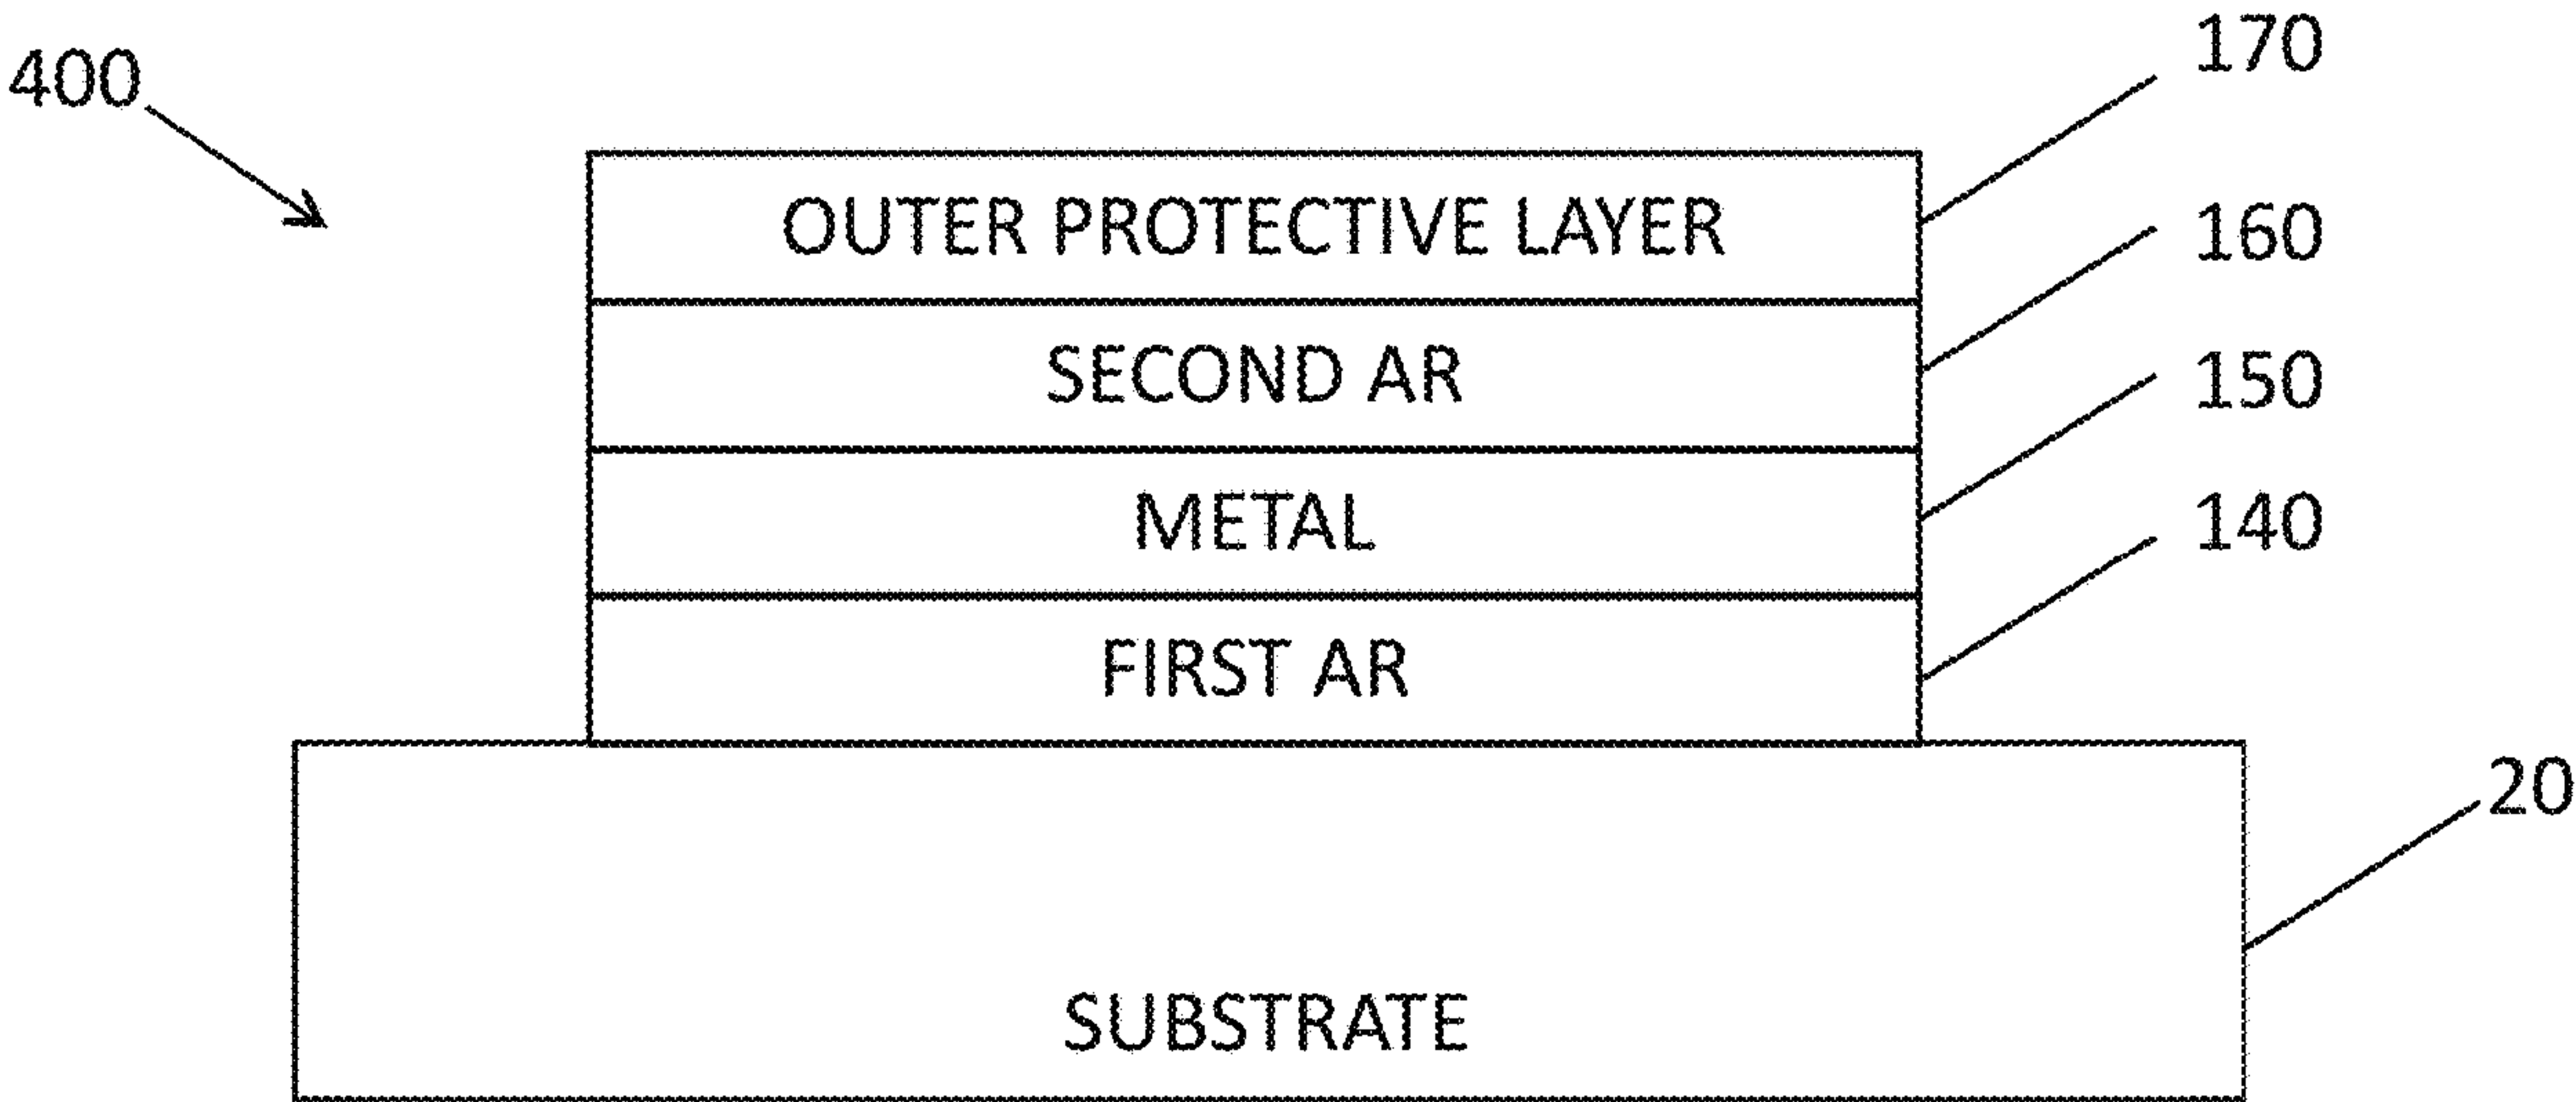 170
400
OUTER PROTECTIVE LAYER
160
SECOND AR
150
METAL
140
FIRST AR
20
SUBSTRATE